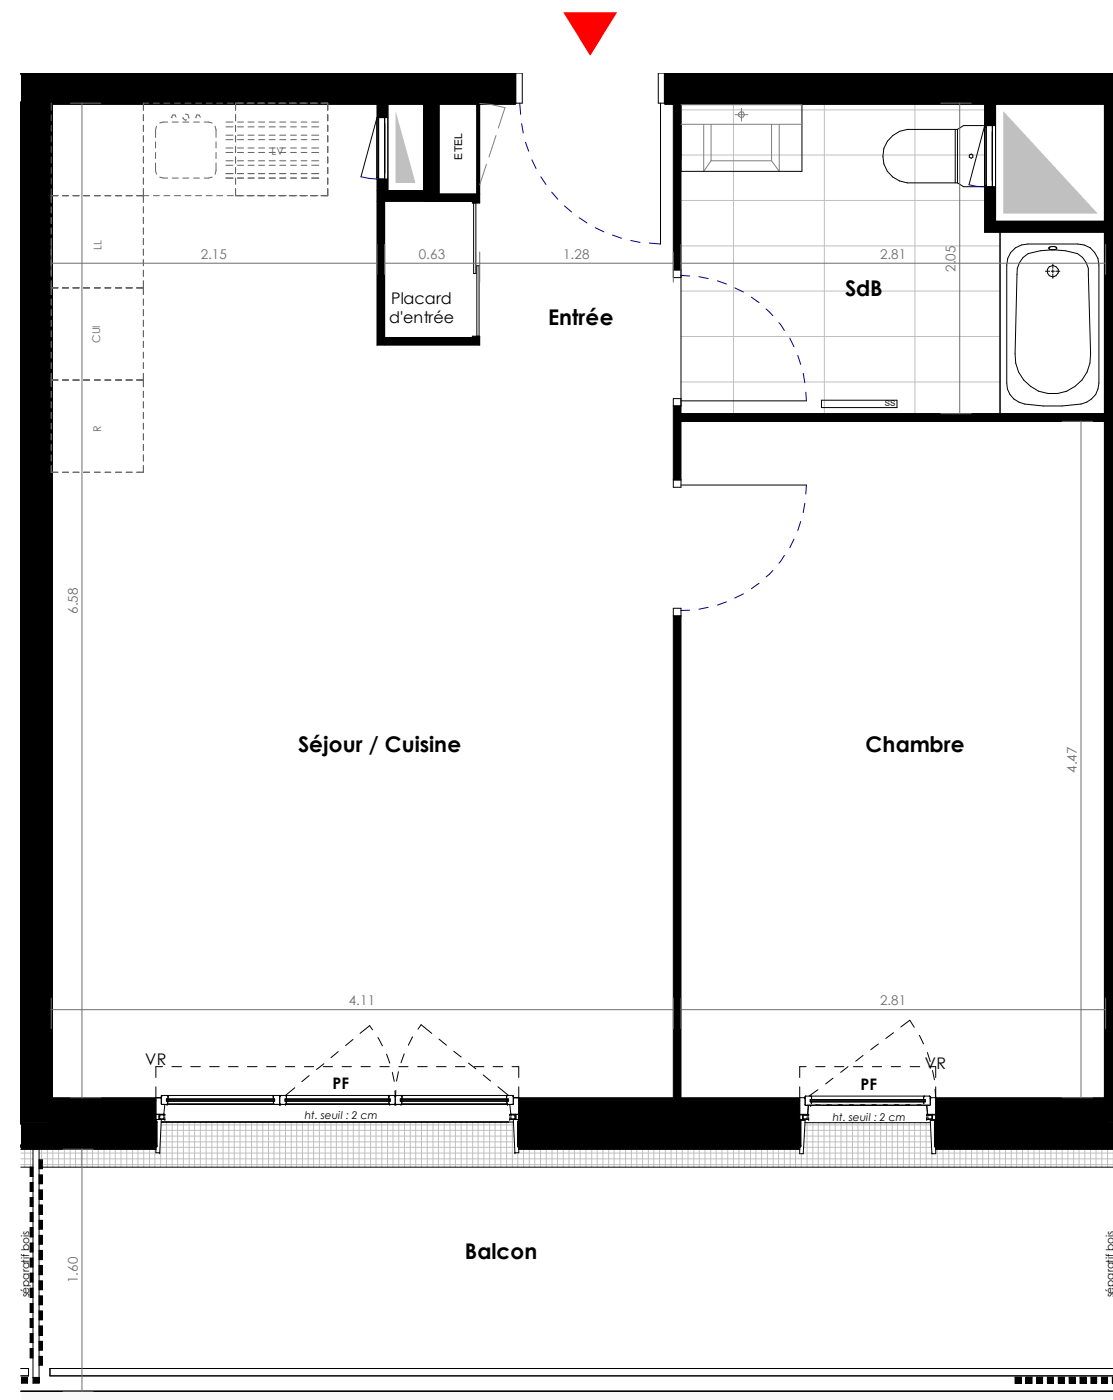 ETEL
LV
LL
2.15
0.63
1.28
2.81
2.05
Placard
d'entrée
Entrée
SdB
CUI
R
SS
6.58
Séjour / Cuisine
Chambre
4.47
4.11
2.81
VR
PF
VR
PF
ht. seuil : 2 cm
ht. seuil : 2 cm
séparatif bois
1.60
Balcon
séparatif bois